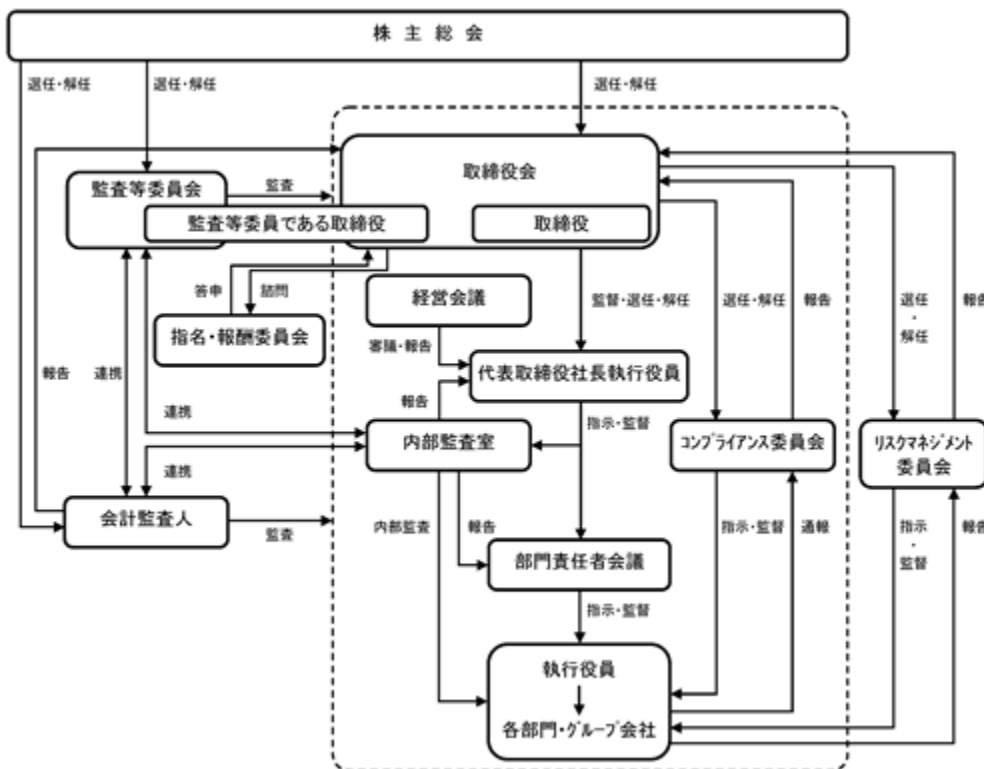 株主総会
選任・解任
選任・解任
選任・解任
取締役会
監査等委員会
監査
監査等委員である取締役
取締役
答申
諮問
経営会議
監督・選任・解任
選任・解任
報告
選任
・
解任
報告
指名・報酬委員会
審議・報告
代表取締役社長執行役員
報告
連携
報告
連携
指示・監督
内部監査室
コンプライアンス委員会
リスクマネジメント
委員会
連携
会計監査人
監査
内部監査
報告
指示・監督
通報
指示
・
監督
報告
部門責任者会議
指示・監督
執行役員
各部門・グループ会社